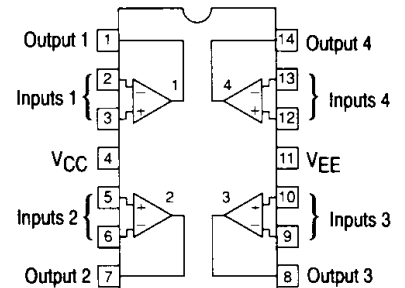 Output 1 1 14 Output 4
2 − 1 4 − 13
Inputs 1 { } Inputs 4
3 + + 12
VCC 4 11 VEE
5 + 2 3 + 10
Inputs 2 { } Inputs 3
6 − − 9
Output 2 7 8 Output 3